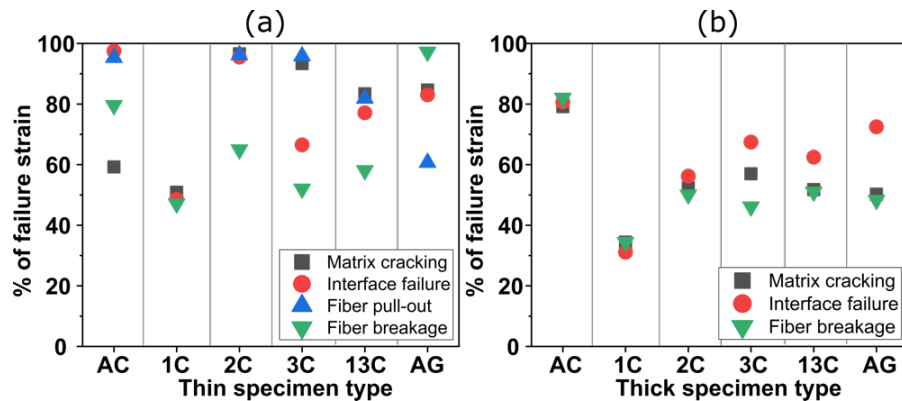 (a)
% of failure strain
100
80
60
40
20
0
Matrix cracking
Interface failure
Fiber pull-out
Fiber breakage
AC 1C 2C 3C 13C AG
Thin specimen type
(b)
% of failure strain
100
80
60
40
20
0
Matrix cracking
Interface failure
Fiber breakage
AC 1C 2C 3C 13C AG
Thick specimen type